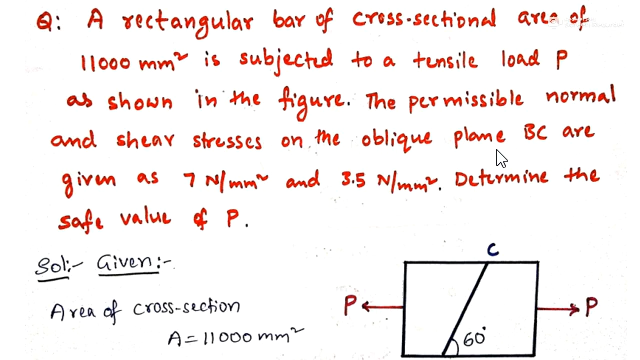 Q: A rectangular bar of cross-sectional area of
11000 mm² is subjected to a tensile load P
as shown in the figure. The permissible normal
and shear stresses on the oblique plane BC are
given as 7 N/mm² and 3.5 N/mm². Determine the
safe value of P.
Sol:- Given:-
Area of cross-section
A = 11000 mm²
C
P
P
60°